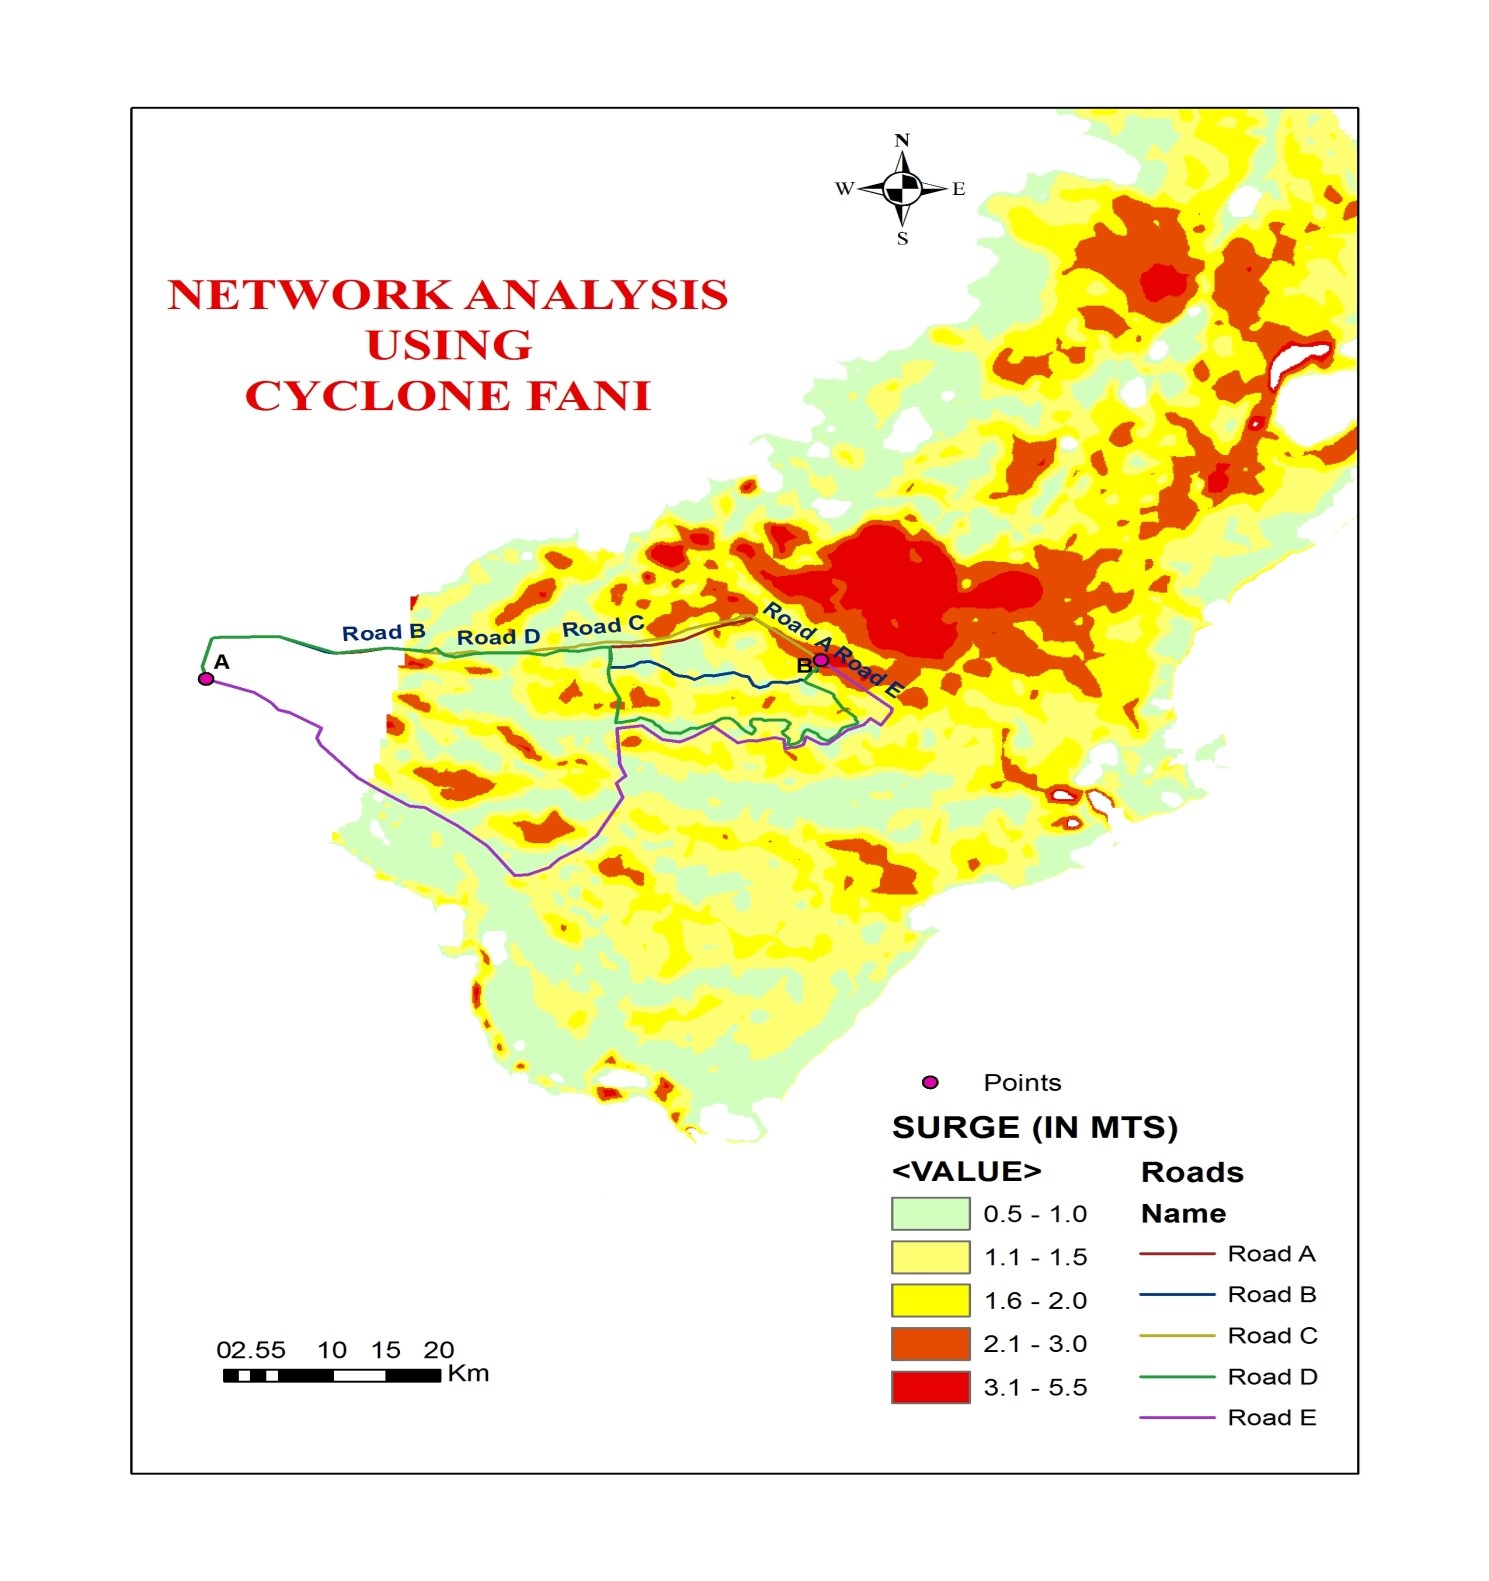 N
W E
S
NETWORK ANALYSIS
USING
CYCLONE FANI
Road B
Road D
Road C
Road A
Road E
A
B
Points
SURGE (IN MTS)
<VALUE>
0.5 - 1.0
1.1 - 1.5
1.6 - 2.0
2.1 - 3.0
3.1 - 5.5
Roads
Name
Road A
Road B
Road C
Road D
Road E
02.55 10 15 20
Km